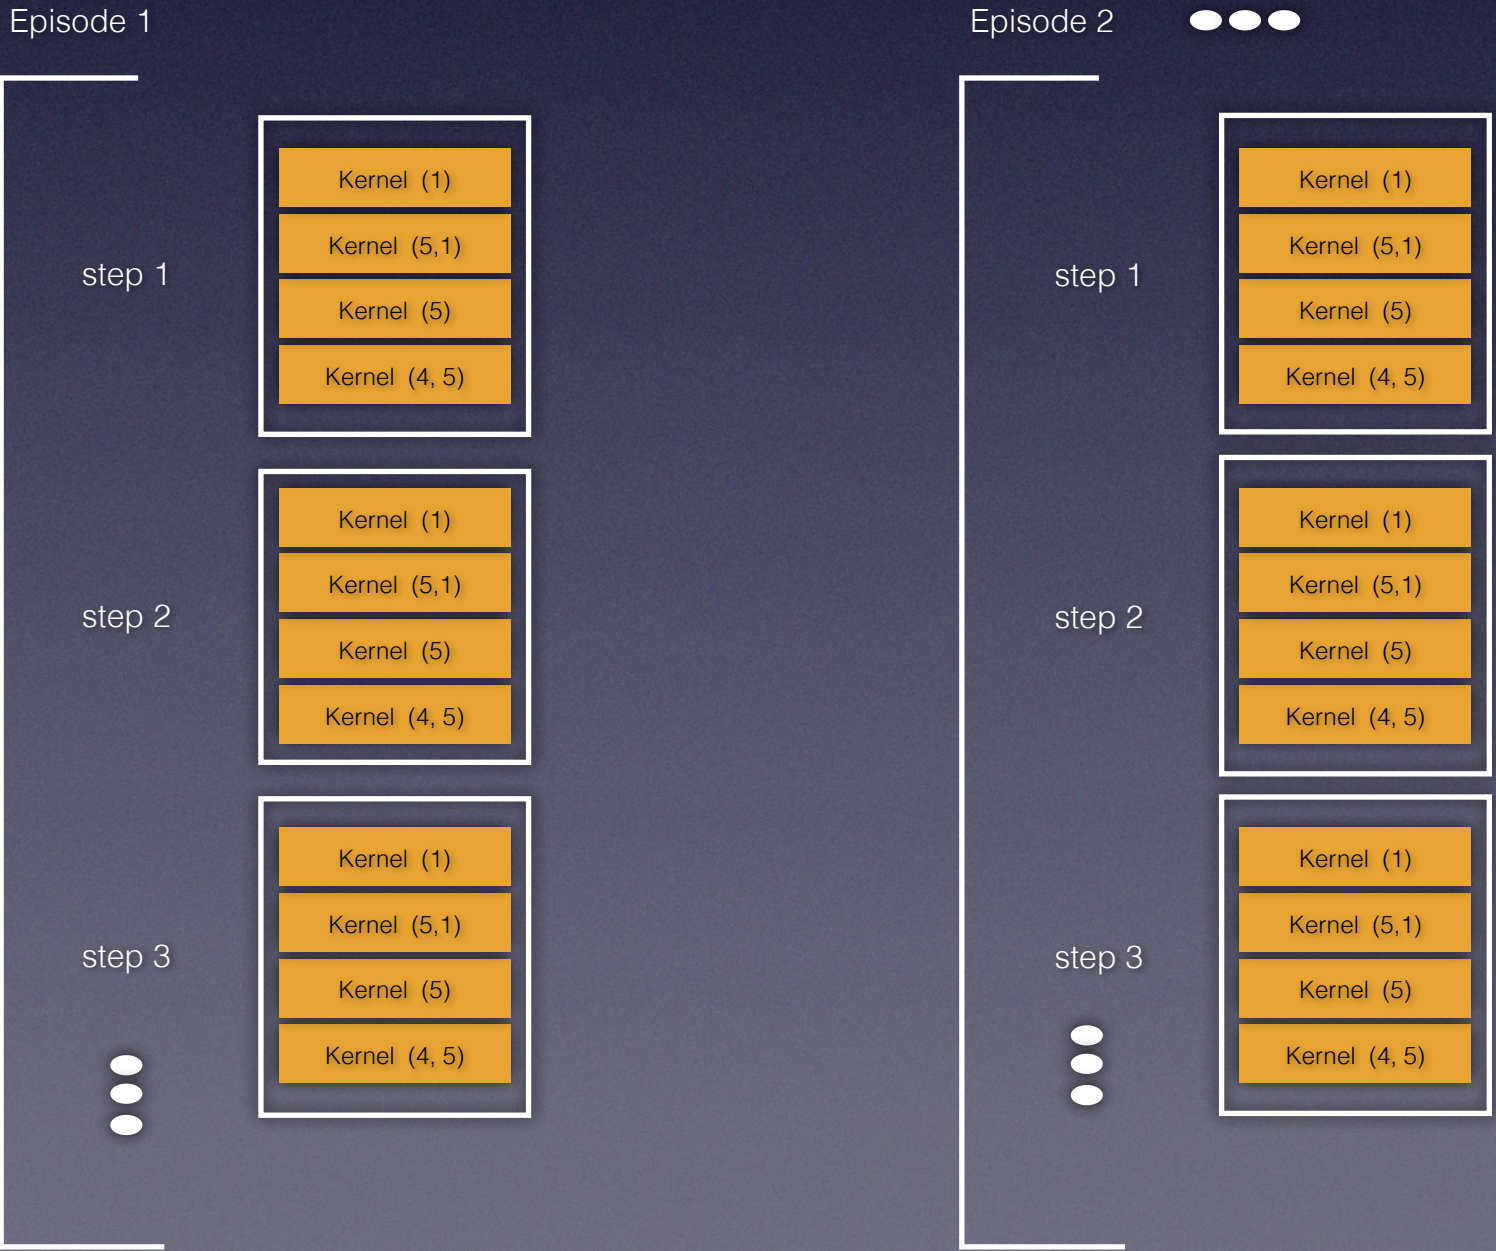 Episode 1
step 1
Kernel (1)
Kernel (5,1)
Kernel (5)
Kernel (4, 5)
step 2
Kernel (1)
Kernel (5,1)
Kernel (5)
Kernel (4, 5)
step 3
Kernel (1)
Kernel (5,1)
Kernel (5)
Kernel (4, 5)
Episode 2
step 1
Kernel (1)
Kernel (5,1)
Kernel (5)
Kernel (4, 5)
step 2
Kernel (1)
Kernel (5,1)
Kernel (5)
Kernel (4, 5)
step 3
Kernel (1)
Kernel (5,1)
Kernel (5)
Kernel (4, 5)